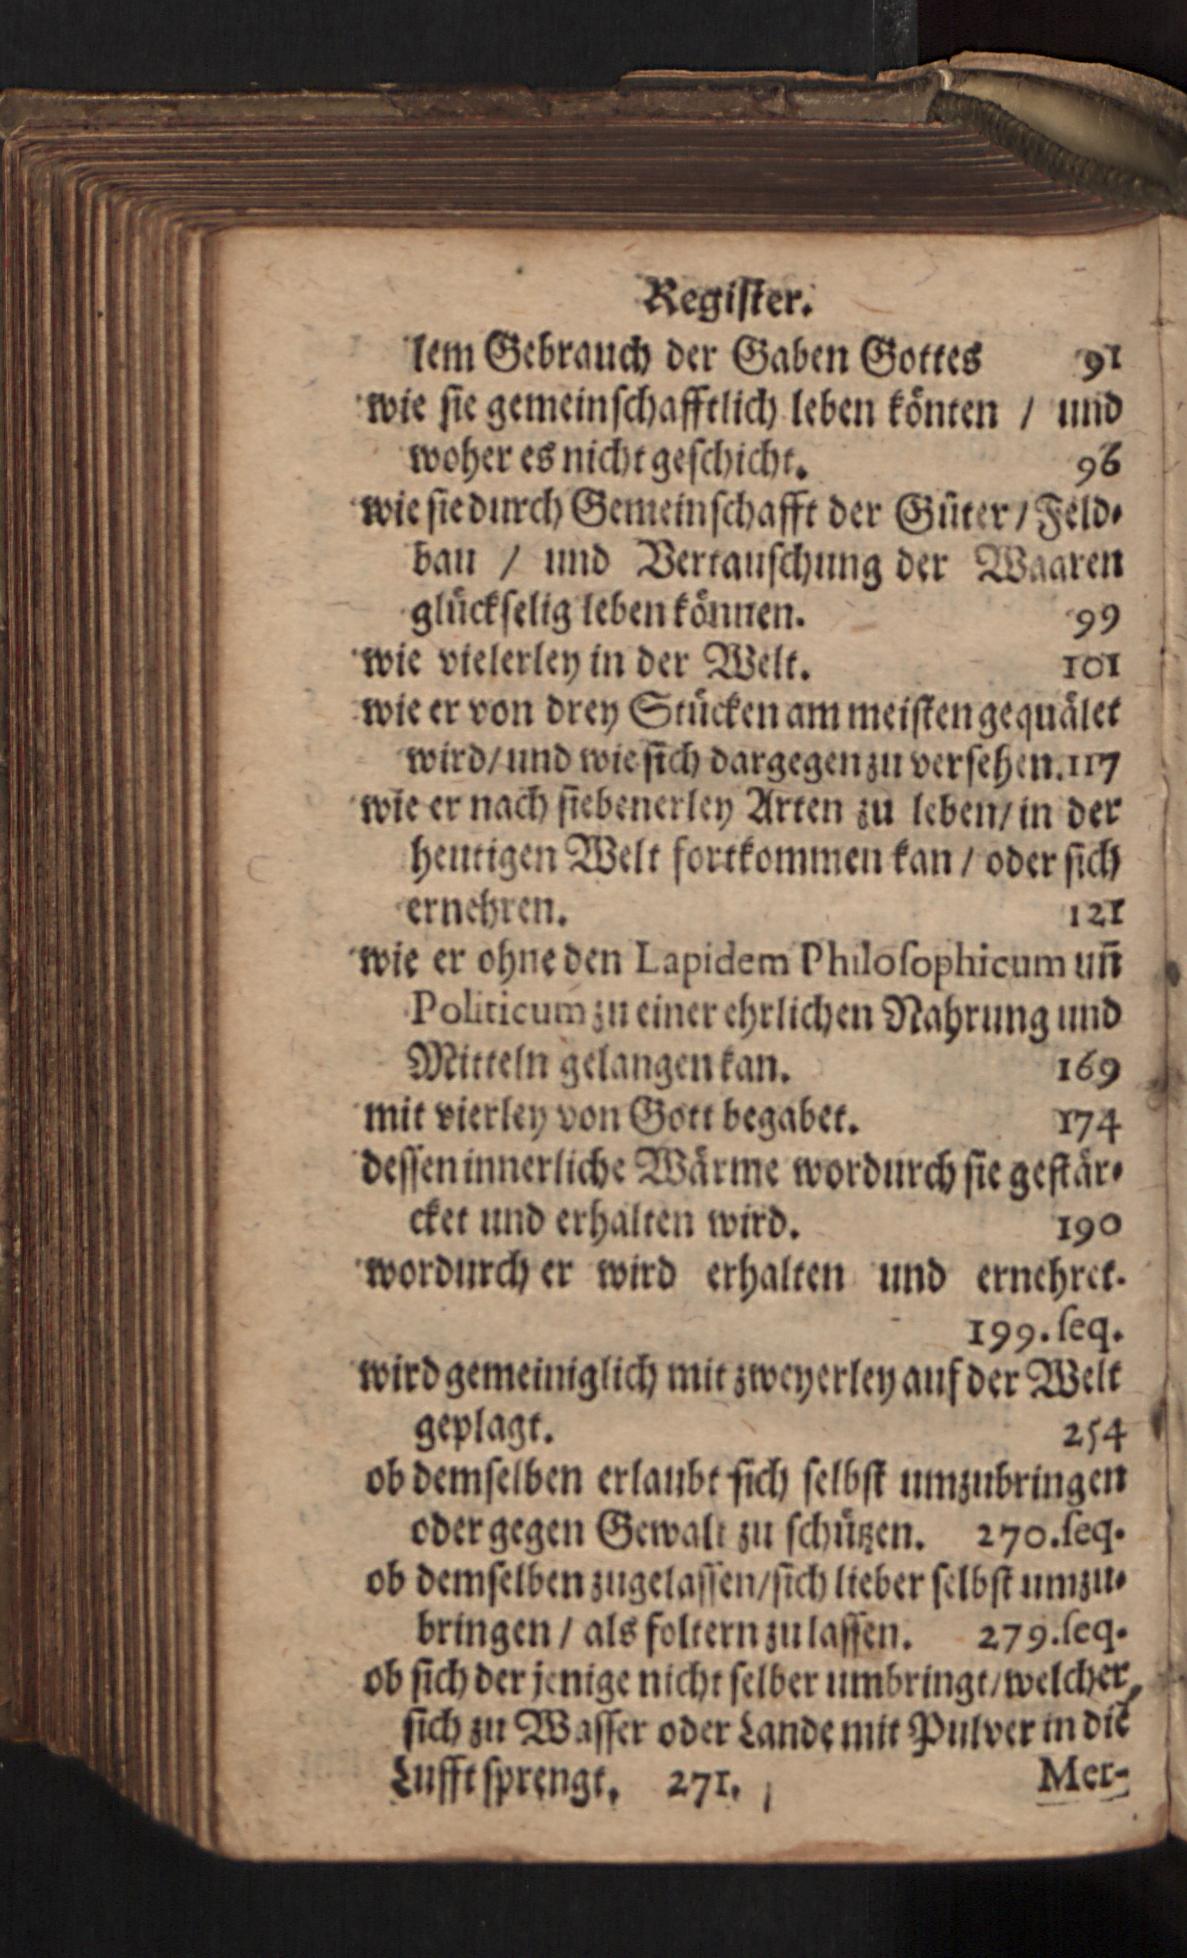 Regiſter.
lem Gebrauch der Gaben Gottes 91
wie ſie gemeinſchafftlich leben könten / und
woher es nicht geſchicht. 96
wie ſie durch Gemeinſchafft der Güter / Feld-
bau / und Vertauſchung der Waaren
glückſelig leben können. 99
wie vielerley in der Welt. 101
wie er von drey Stücken am meiſten gequälet
wird / und wie ſich dargegen zu verſehen. 117
wie er nach ſiebenerley Arten zu leben / in der
heutigen Welt fortkommen kan / oder ſich
ernehren. 121
wie er ohne den Lapidem Philoſophicum un̄
Politicum zu einer ehrlichen Nahrung und
Mitteln gelangen kan. 169
mit vierley von Gott begabet. 174
deſſen innerliche Wärme wordurch ſie geſtär-
cket und erhalten wird. 190
wordurch er wird erhalten und ernehret.
199. ſeq.
wird gemeiniglich mit zweyerley auf der Welt
geplagt. 254
ob demſelben erlaubt ſich ſelbſt umzubringen
oder gegen Gewalt zu ſchützen. 270. ſeq.
ob demſelben zugelaſſen / ſich lieber ſelbſt umzu-
bringen / als foltern zu laſſen. 279. ſeq.
ob ſich der jenige nicht ſelber umbringt / welcher
ſich zu Waſſer oder Lande mit Pulver in die
Lufft ſprengt. 271. Mer-